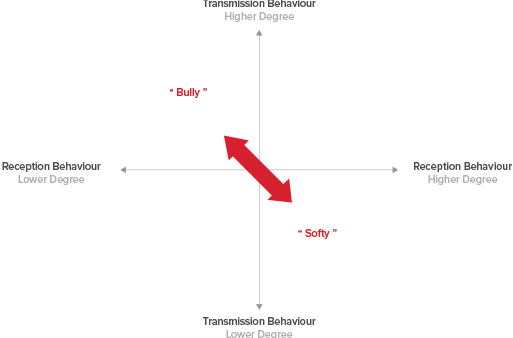 Transmission Behaviour
Higher Degree
“ Bully ”
Reception Behaviour
Lower Degree
Reception Behaviour
Higher Degree
“ Softy ”
Transmission Behaviour
Lower Degree